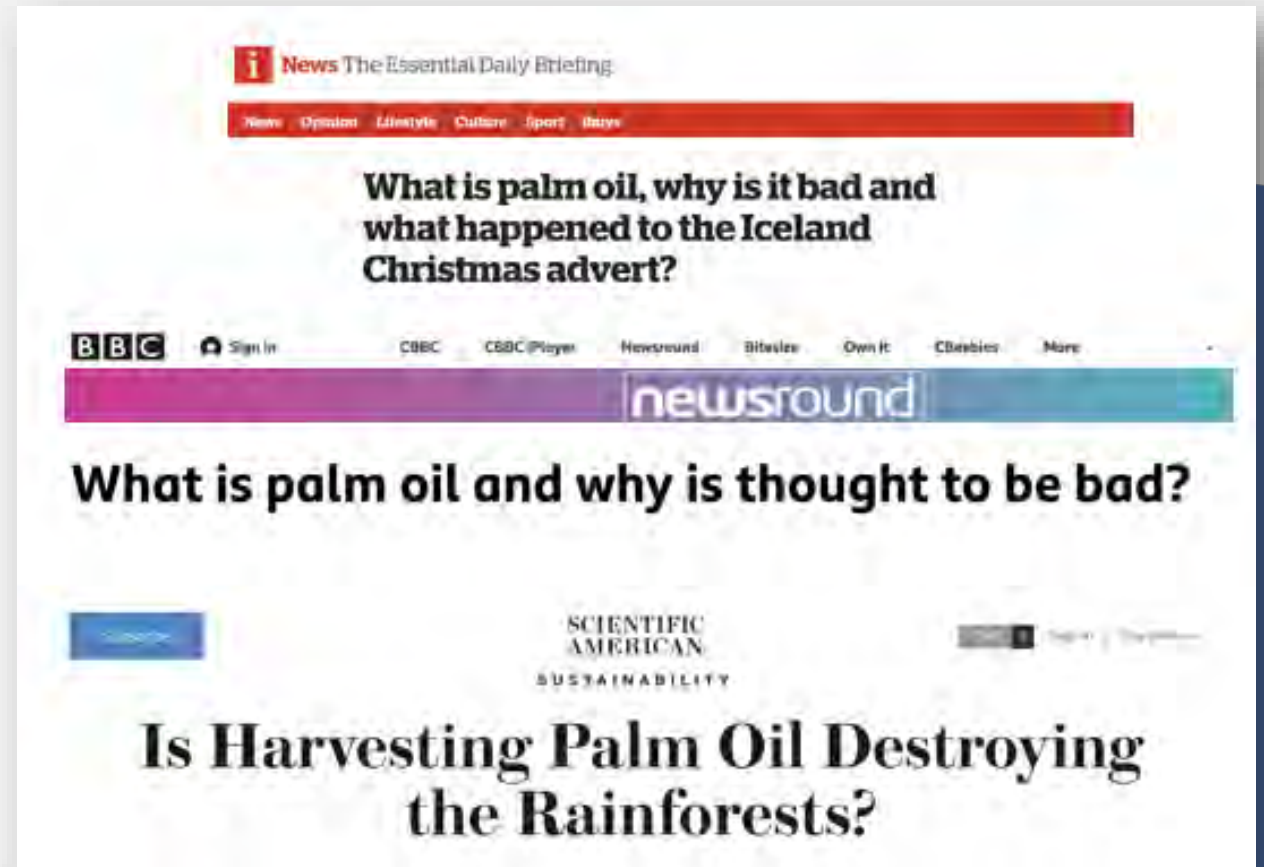 i News The Essential Daily Briefing
News Opinion Lifestyle Culture Sport
What is palm oil, why is it bad and
what happened to the Iceland
Christmas advert?
BBC Sign in CBBC CBBC iPlayer Newsround Bitesize Own It CBeebies More
newsround
What is palm oil and why is thought to be bad?
SCIENTIFIC
AMERICAN
SUSTAINABILITY
Is Harvesting Palm Oil Destroying
the Rainforests?